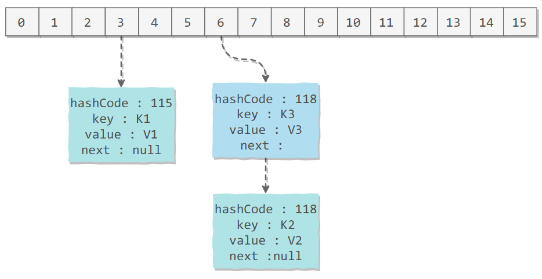 0 1 2 3 4 5 6 7 8 9 10 11 12 13 14 15
hashCode : 115
key : K1
value : V1
next : null
hashCode : 118
key : K3
value : V3
next :
hashCode : 118
key : K2
value : V2
next :null